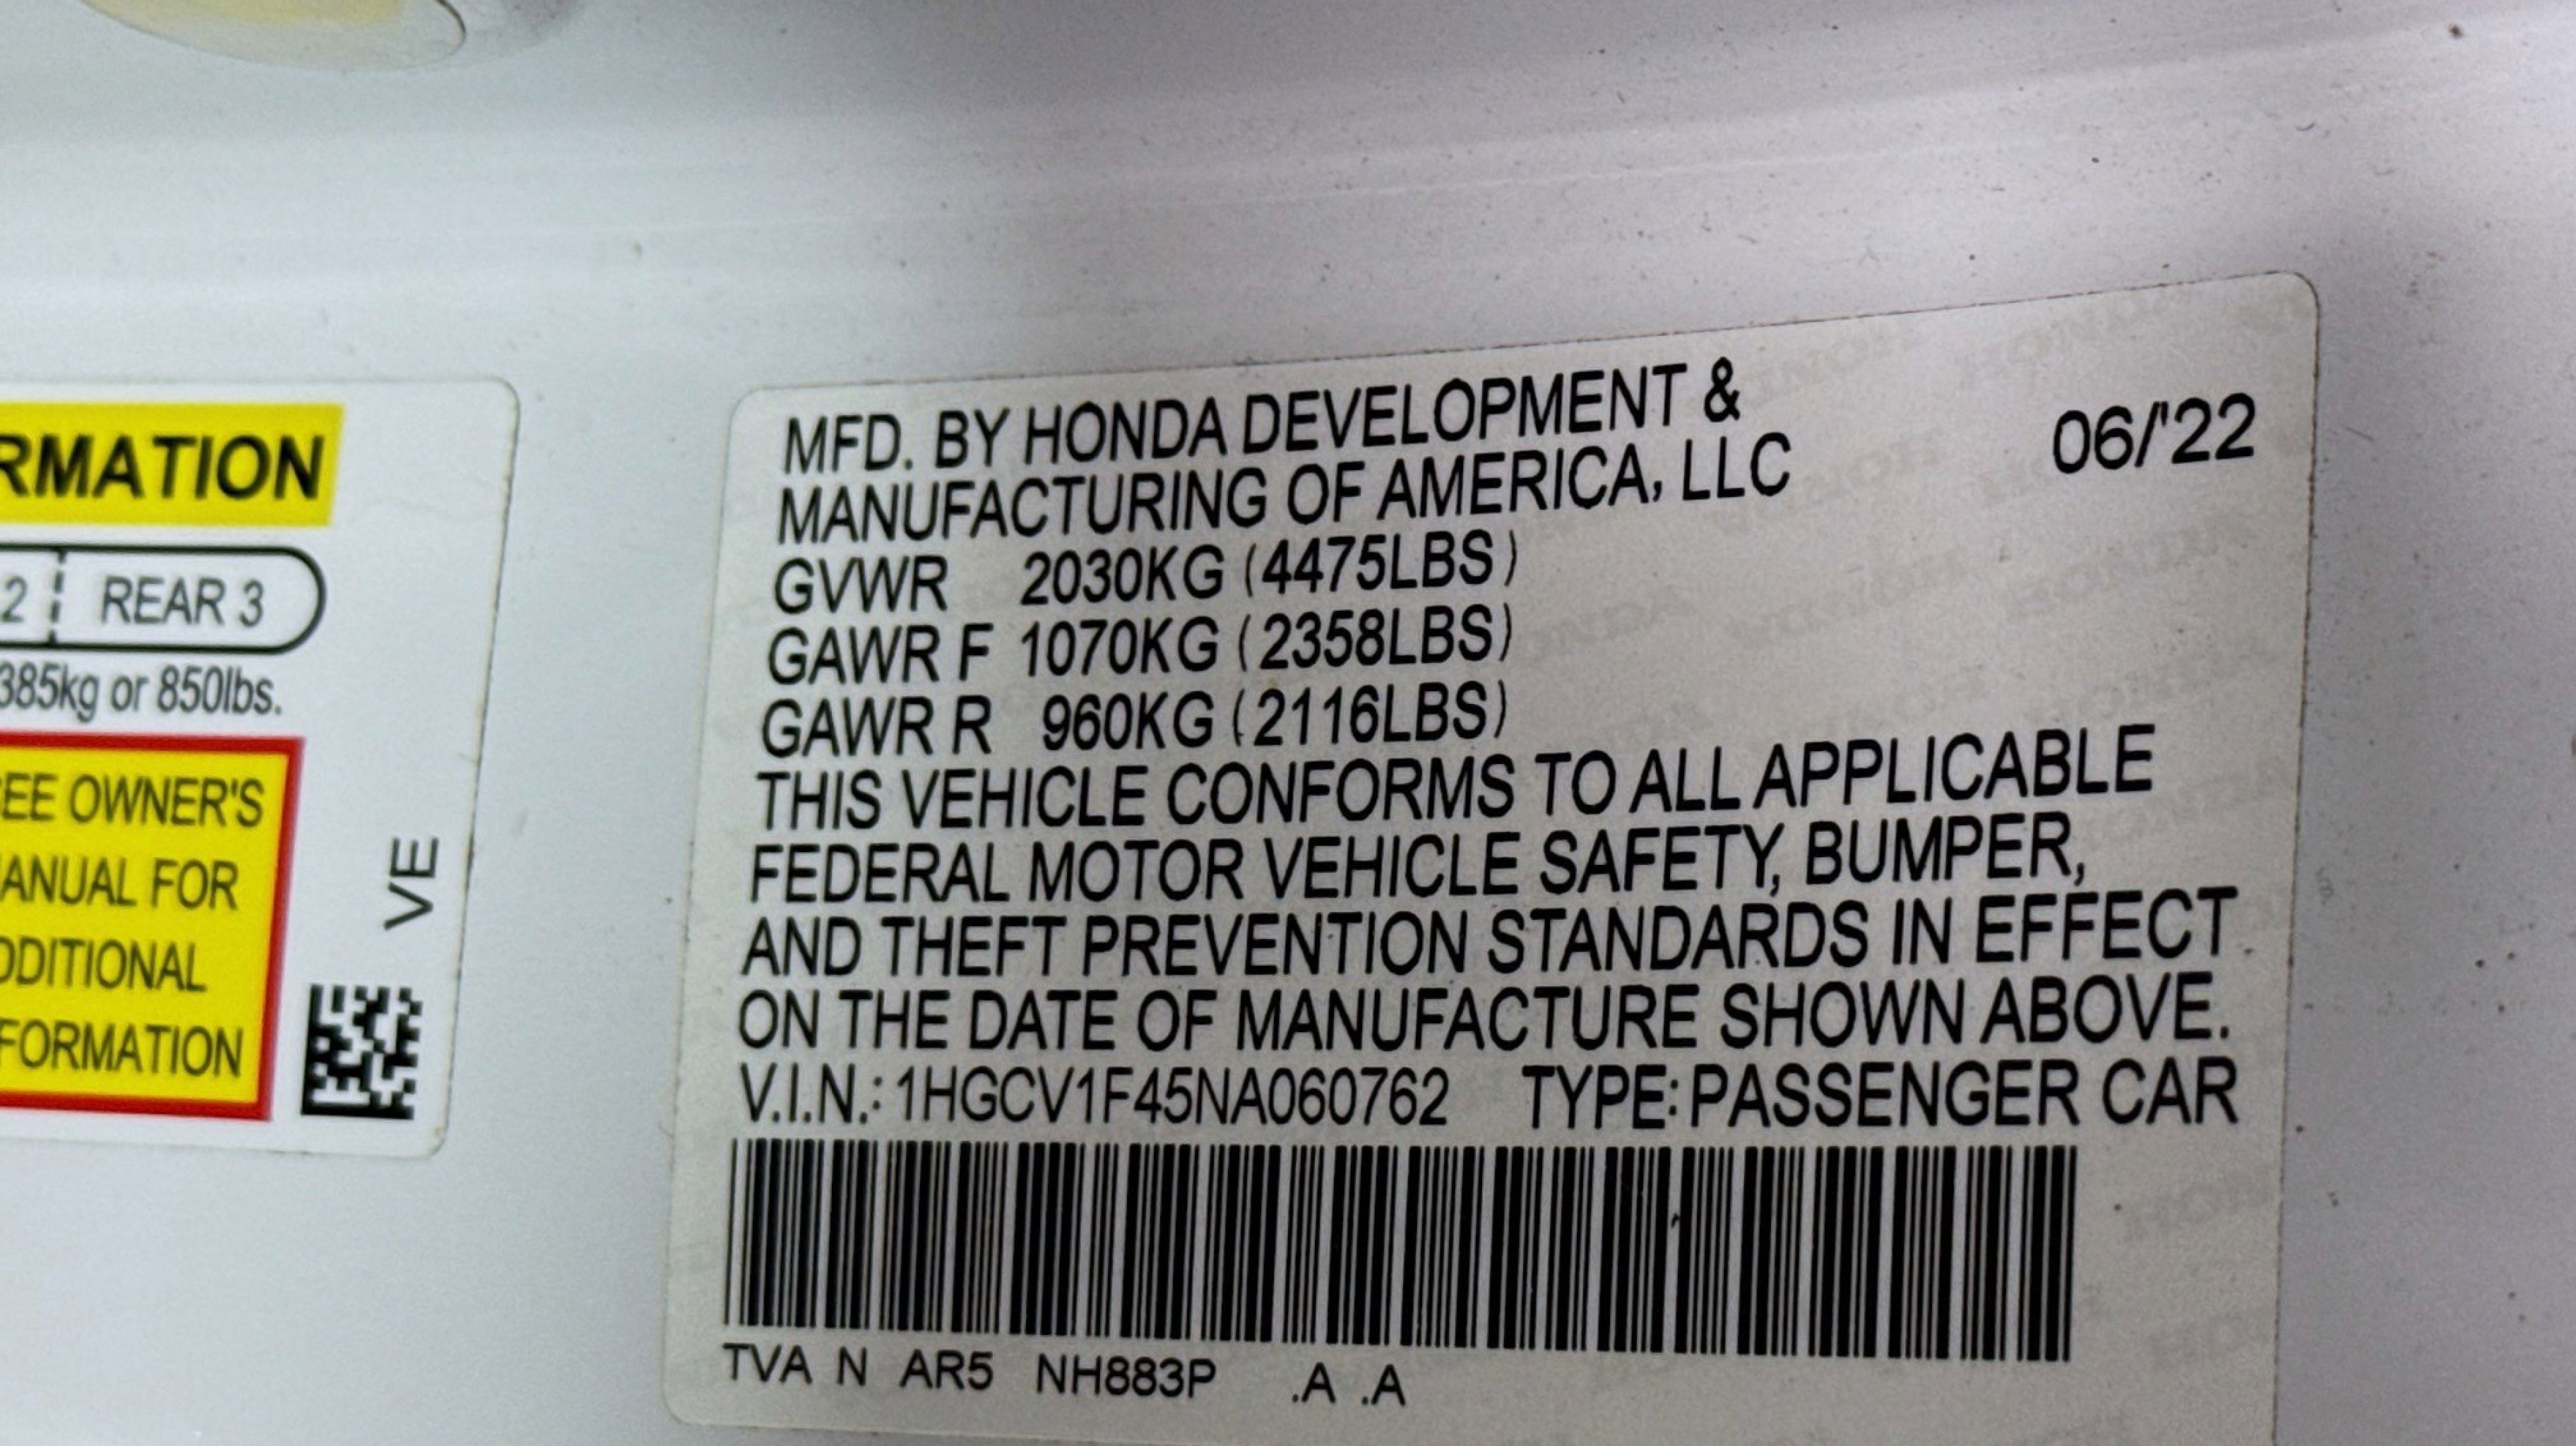 RMATION
2 REAR 3
385kg or 850lbs.
EE OWNER'S
ANUAL FOR
DDITIONAL
FORMATION
VE
MFD. BY HONDA DEVELOPMENT &
MANUFACTURING OF AMERICA, LLC
06/'22
GVWR 2030KG (4475LBS)
GAWR F 1070KG (2358LBS)
GAWR R 960KG (2116LBS)
THIS VEHICLE CONFORMS TO ALL APPLICABLE
FEDERAL MOTOR VEHICLE SAFETY, BUMPER,
AND THEFT PREVENTION STANDARDS IN EFFECT
ON THE DATE OF MANUFACTURE SHOWN ABOVE.
V.I.N.: 1HGCV1F45NA060762 TYPE: PASSENGER CAR
TVA N AR5 NH883P .A .A